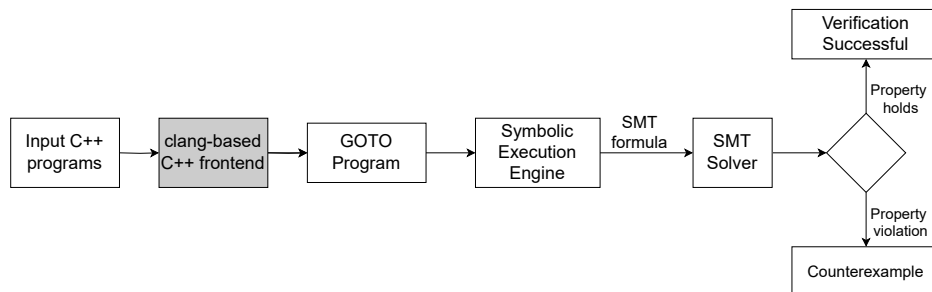 Verification
Successful
Property
holds
Input C++
programs
clang-based
C++ frontend
GOTO
Program
Symbolic
Execution
Engine
SMT
formula
SMT
Solver
Property
violation
Counterexample